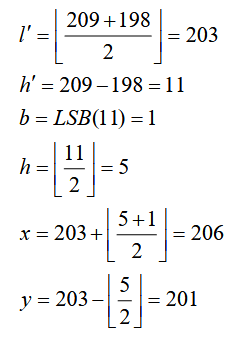 l′ = ⌊(209+198)/2⌋ = 203
h′ = 209−198 = 11
b = LSB(11) = 1
h = ⌊11/2⌋ = 5
x = 203+⌊(5+1)/2⌋ = 206
y = 203−⌊5/2⌋ = 201